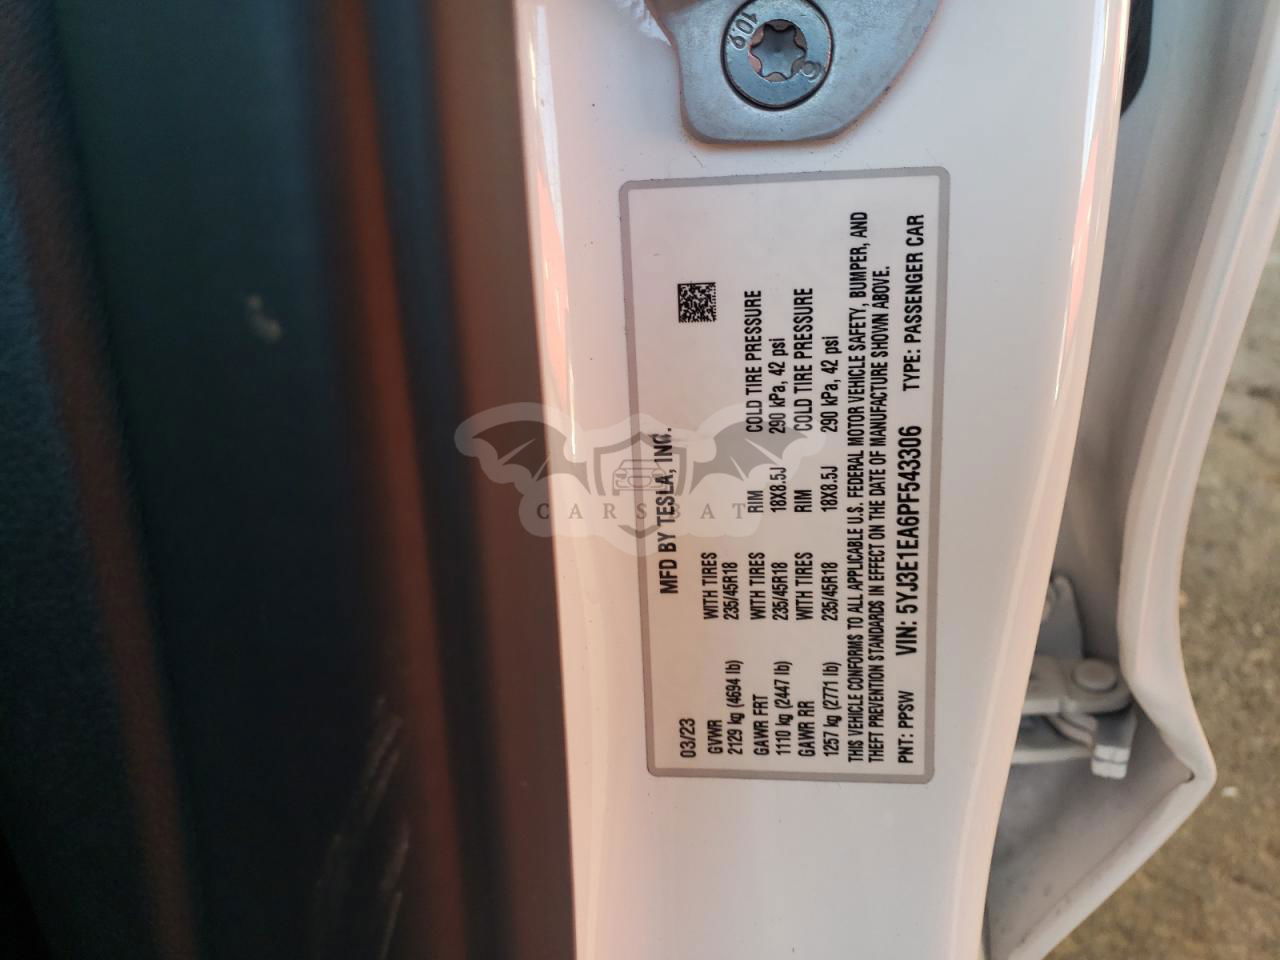 MFD BY TESLA, INC.
03/23
GVWR WITH TIRES
2129 kg (4694 lb) 235/45R18
GAWR FRT WITH TIRES RIM COLD TIRE PRESSURE
1110 kg (2447 lb) 235/45R18 18X8.5J 290 kPa, 42 psi
GAWR RR WITH TIRES RIM COLD TIRE PRESSURE
1257 kg (2771 lb) 235/45R18 18X8.5J 290 kPa, 42 psi
THIS VEHICLE CONFORMS TO ALL APPLICABLE U.S. FEDERAL MOTOR VEHICLE SAFETY, BUMPER, AND
THEFT PREVENTION STANDARDS IN EFFECT ON THE DATE OF MANUFACTURE SHOWN ABOVE.
PNT: PPSW VIN: 5YJ3E1EA6PF543306 TYPE: PASSENGER CAR
10.9
CARSBAT